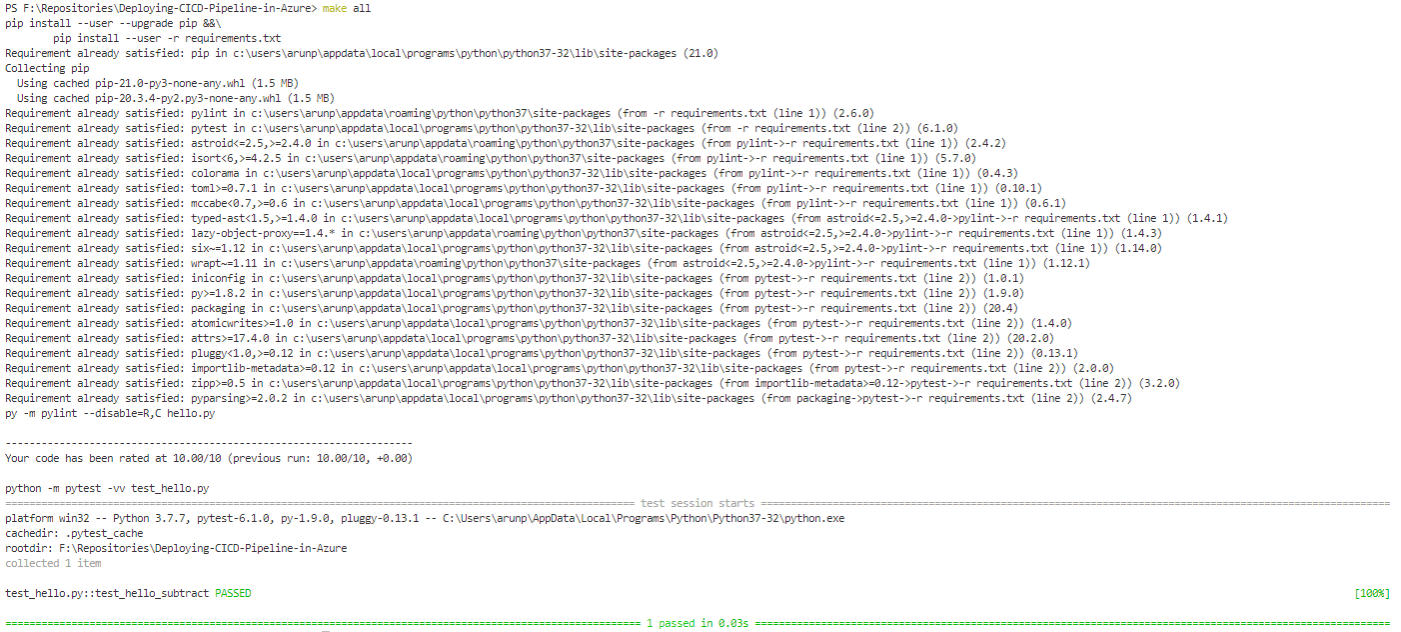 PS F:\Repositories\Deploying-CICD-Pipeline-in-Azure> make all
pip install --user --upgrade pip &&\
        pip install --user -r requirements.txt
Requirement already satisfied: pip in c:\users\arunp\appdata\local\programs\python\python37-32\lib\site-packages (21.0)
Collecting pip
  Using cached pip-21.0-py3-none-any.whl (1.5 MB)
  Using cached pip-20.3.4-py2.py3-none-any.whl (1.5 MB)
Requirement already satisfied: pylint in c:\users\arunp\appdata\roaming\python\python37\site-packages (from -r requirements.txt (line 1)) (2.6.0)
Requirement already satisfied: pytest in c:\users\arunp\appdata\local\programs\python\python37-32\lib\site-packages (from -r requirements.txt (line 2)) (6.1.0)
Requirement already satisfied: astroid<=2.5,>=2.4.0 in c:\users\arunp\appdata\roaming\python\python37\site-packages (from pylint->-r requirements.txt (line 1)) (2.4.2)
Requirement already satisfied: isort<6,>=4.2.5 in c:\users\arunp\appdata\roaming\python\python37\site-packages (from pylint->-r requirements.txt (line 1)) (5.7.0)
Requirement already satisfied: colorama in c:\users\arunp\appdata\local\programs\python\python37-32\lib\site-packages (from pylint->-r requirements.txt (line 1)) (0.4.3)
Requirement already satisfied: toml>=0.7.1 in c:\users\arunp\appdata\local\programs\python\python37-32\lib\site-packages (from pylint->-r requirements.txt (line 1)) (0.10.1)
Requirement already satisfied: mccabe<0.7,>=0.6 in c:\users\arunp\appdata\local\programs\python\python37-32\lib\site-packages (from pylint->-r requirements.txt (line 1)) (0.6.1)
Requirement already satisfied: typed-ast<1.5,>=1.4.0 in c:\users\arunp\appdata\local\programs\python\python37-32\lib\site-packages (from astroid<=2.5,>=2.4.0->pylint->-r requirements.txt (line 1)) (1.4.1)
Requirement already satisfied: lazy-object-proxy==1.4.* in c:\users\arunp\appdata\roaming\python\python37\site-packages (from astroid<=2.5,>=2.4.0->pylint->-r requirements.txt (line 1)) (1.4.3)
Requirement already satisfied: six~=1.12 in c:\users\arunp\appdata\local\programs\python\python37-32\lib\site-packages (from astroid<=2.5,>=2.4.0->pylint->-r requirements.txt (line 1)) (1.14.0)
Requirement already satisfied: wrapt~=1.11 in c:\users\arunp\appdata\roaming\python\python37\site-packages (from astroid<=2.5,>=2.4.0->pylint->-r requirements.txt (line 1)) (1.12.1)
Requirement already satisfied: iniconfig in c:\users\arunp\appdata\local\programs\python\python37-32\lib\site-packages (from pytest->-r requirements.txt (line 2)) (1.0.1)
Requirement already satisfied: py>=1.8.2 in c:\users\arunp\appdata\local\programs\python\python37-32\lib\site-packages (from pytest->-r requirements.txt (line 2)) (1.9.0)
Requirement already satisfied: packaging in c:\users\arunp\appdata\local\programs\python\python37-32\lib\site-packages (from pytest->-r requirements.txt (line 2)) (20.4)
Requirement already satisfied: atomicwrites>=1.0 in c:\users\arunp\appdata\local\programs\python\python37-32\lib\site-packages (from pytest->-r requirements.txt (line 2)) (1.4.0)
Requirement already satisfied: attrs>=17.4.0 in c:\users\arunp\appdata\local\programs\python\python37-32\lib\site-packages (from pytest->-r requirements.txt (line 2)) (20.2.0)
Requirement already satisfied: pluggy<1.0,>=0.12 in c:\users\arunp\appdata\local\programs\python\python37-32\lib\site-packages (from pytest->-r requirements.txt (line 2)) (0.13.1)
Requirement already satisfied: importlib-metadata>=0.12 in c:\users\arunp\appdata\local\programs\python\python37-32\lib\site-packages (from pytest->-r requirements.txt (line 2)) (2.0.0)
Requirement already satisfied: zipp>=0.5 in c:\users\arunp\appdata\local\programs\python\python37-32\lib\site-packages (from importlib-metadata>=0.12->pytest->-r requirements.txt (line 2)) (3.2.0)
Requirement already satisfied: pyparsing>=2.0.2 in c:\users\arunp\appdata\local\programs\python\python37-32\lib\site-packages (from packaging->pytest->-r requirements.txt (line 2)) (2.4.7)
py -m pylint --disable=R,C hello.py
--------------------------------------------------------------------
Your code has been rated at 10.00/10 (previous run: 10.00/10, +0.00)
python -m pytest -vv test_hello.py
========== test session starts ==========
platform win32 -- Python 3.7.7, pytest-6.1.0, py-1.9.0, pluggy-0.13.1 -- C:\Users\arunp\AppData\Local\Programs\Python\Python37-32\python.exe
cachedir: .pytest_cache
rootdir: F:\Repositories\Deploying-CICD-Pipeline-in-Azure
collected 1 item
test_hello.py::test_hello_subtract PASSED [100%]
========== 1 passed in 0.03s ==========